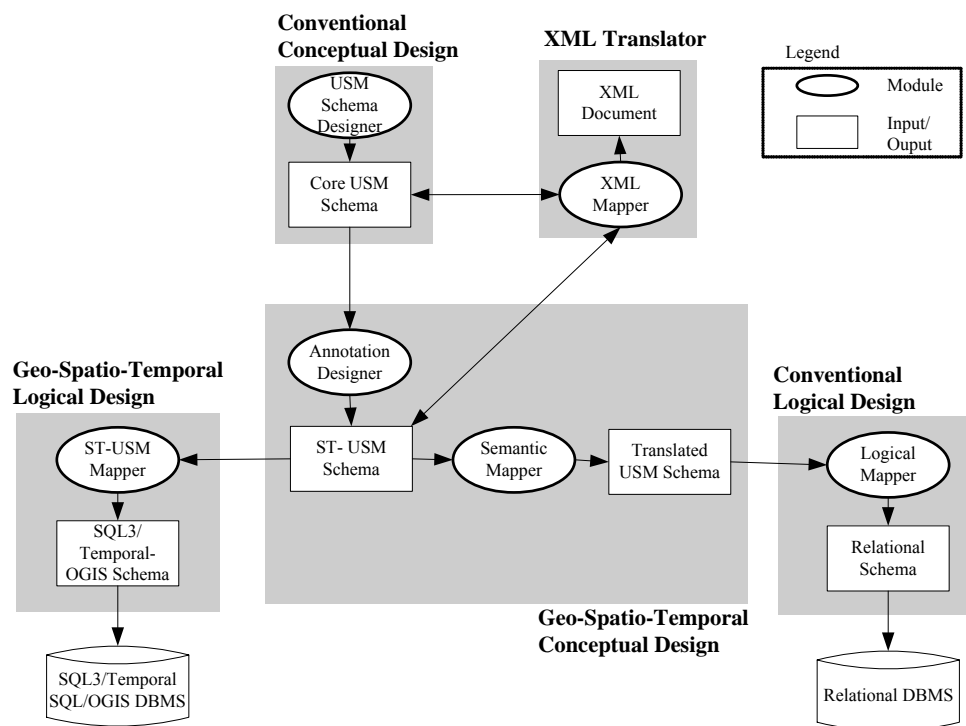 Conventional
Conceptual Design
USM
Schema
Designer
Core USM
Schema
XML Translator
XML
Document
XML
Mapper
Legend
Module
Input/
Ouput
Geo-Spatio-Temporal
Logical Design
ST-USM
Mapper
SQL3/
Temporal-
OGIS Schema
SQL3/Temporal
SQL/OGIS DBMS
Annotation
Designer
ST- USM
Schema
Semantic
Mapper
Translated
USM Schema
Geo-Spatio-Temporal
Conceptual Design
Conventional
Logical Design
Logical
Mapper
Relational
Schema
Relational DBMS